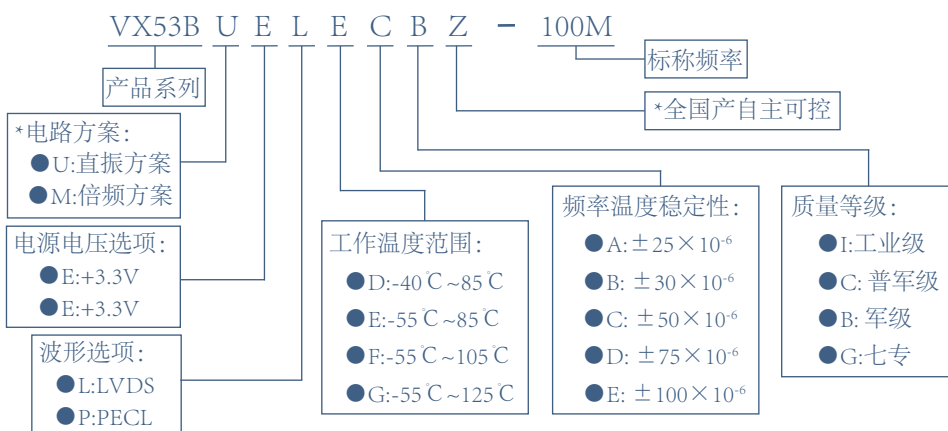 VX53B U E L E C B Z - 100M
标称频率
产品系列
*全国产自主可控
*电路方案:
●U:直振方案
●M:倍频方案
电源电压选项:
●E:+3.3V
●E:+3.3V
波形选项:
●L:LVDS
●P:PECL
工作温度范围:
●D:-40℃~85℃
●E:-55℃~85℃
●F:-55℃~105℃
●G:-55℃~125℃
频率温度稳定性:
●A:±25×10⁻⁶
●B: ±30×10⁻⁶
●C: ±50×10⁻⁶
●D: ±75×10⁻⁶
●E: ±100×10⁻⁶
质量等级:
●I:工业级
●C: 普军级
●B: 军级
●G:七专